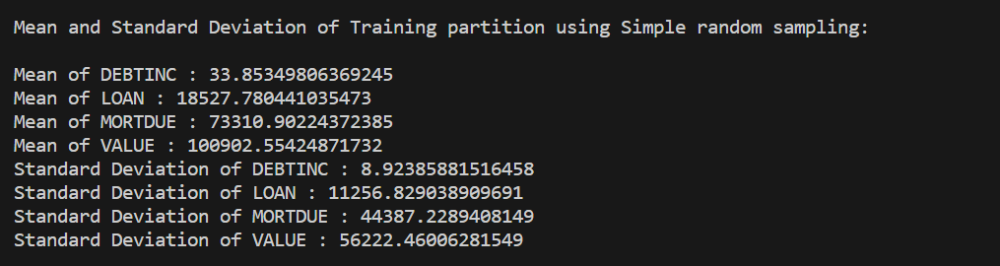 Mean and Standard Deviation of Training partition using Simple random sampling:
Mean of DEBTINC : 33.85349806369245
Mean of LOAN : 18527.780441035473
Mean of MORTDUE : 73310.90224372385
Mean of VALUE : 100902.55424871732
Standard Deviation of DEBTINC : 8.92385881516458
Standard Deviation of LOAN : 11256.829038909691
Standard Deviation of MORTDUE : 44387.2289408149
Standard Deviation of VALUE : 56222.46006281549